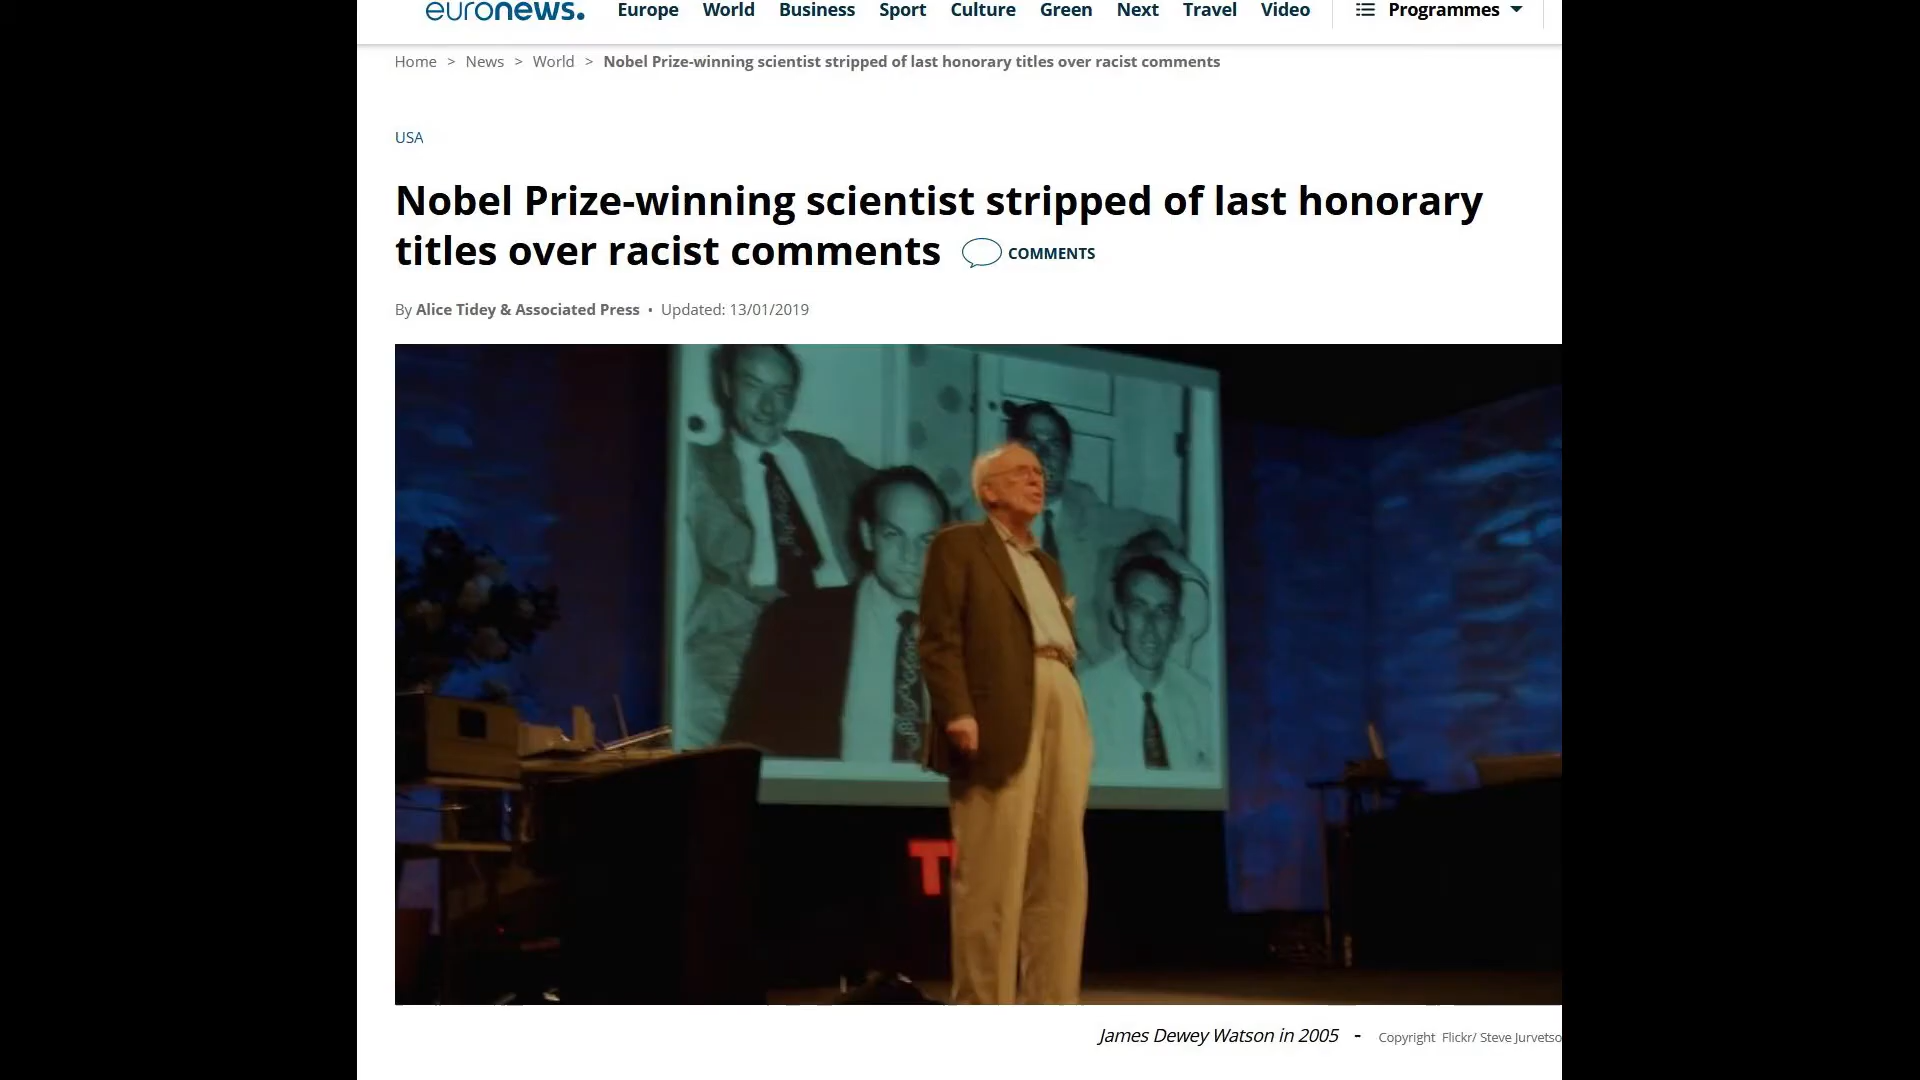 euronews.
Europe World Business Sport Culture Green Next Travel Video Programmes
Home > News > World > Nobel Prize-winning scientist stripped of last honorary titles over racist comments
USA
Nobel Prize-winning scientist stripped of last honorary
titles over racist comments COMMENTS
By Alice Tidey & Associated Press • Updated: 13/01/2019
T
James Dewey Watson in 2005 - Copyright Flickr/ Steve Jurvetso